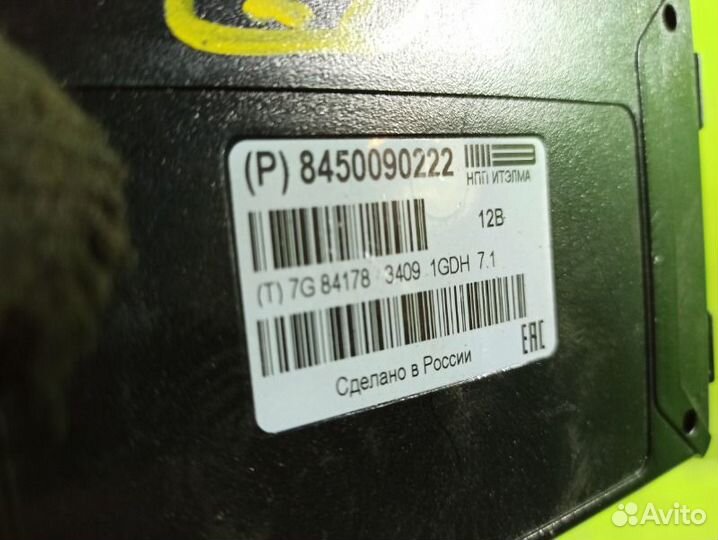 (P) 8450090222
НПП ИТЭЛМА
12В
(T) 7G 84178 3409 1GDH 7.1
EAC
Сделано в России
Avito